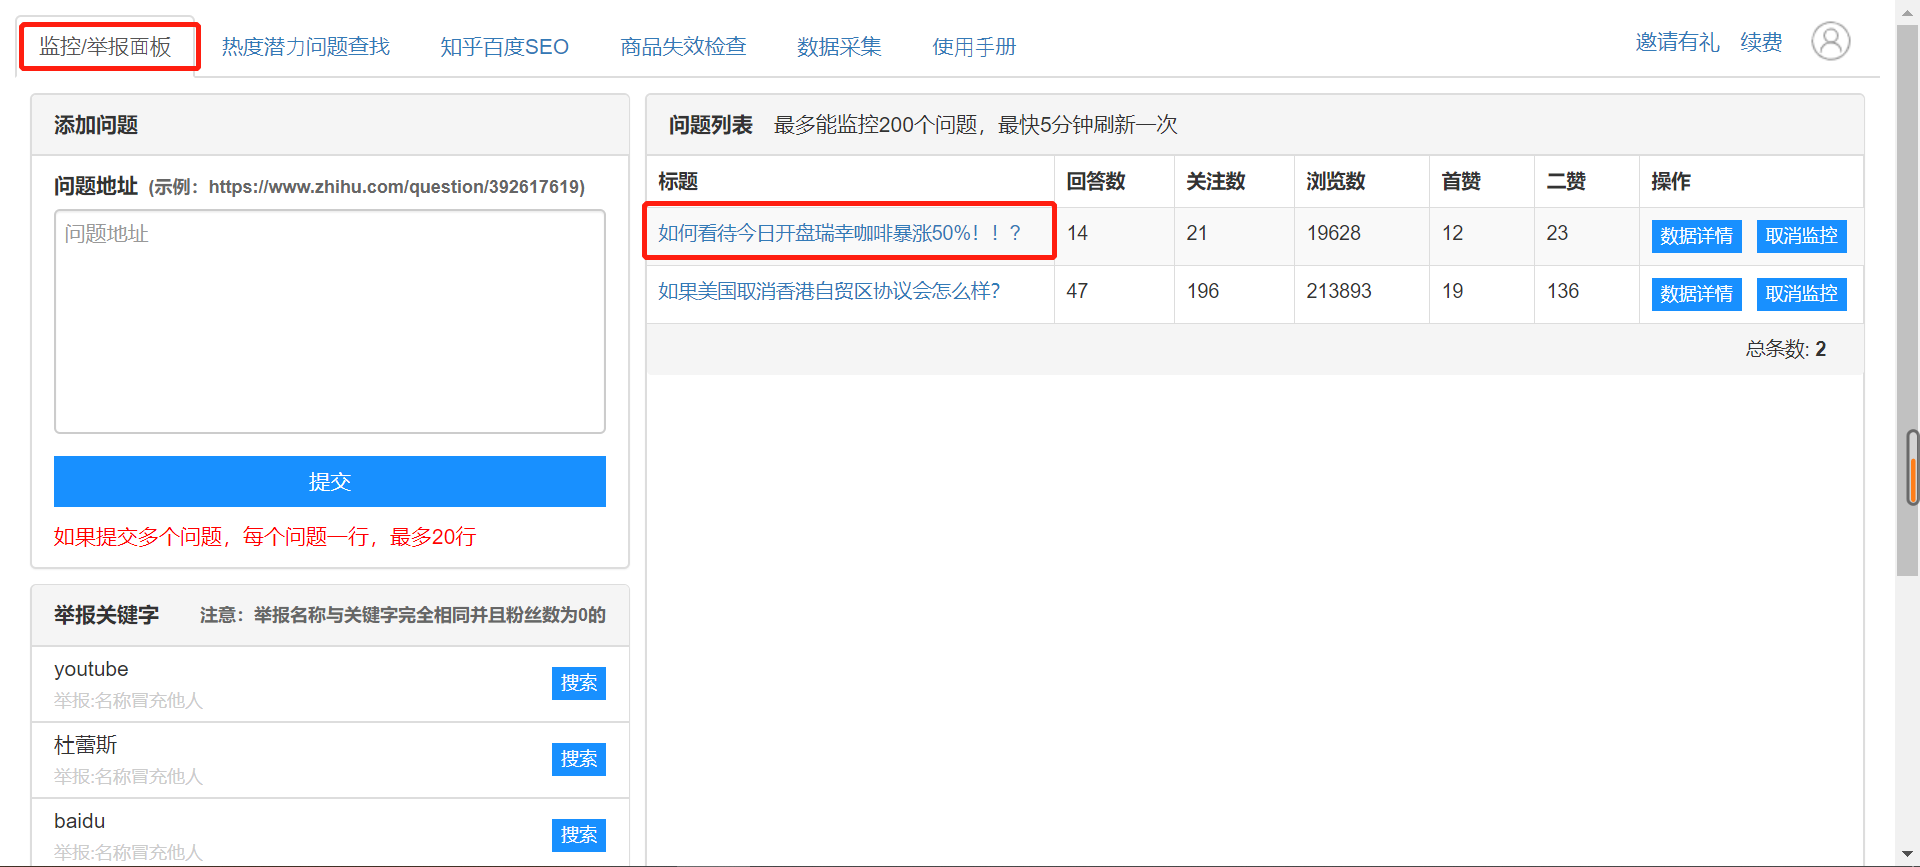 监控/举报面板 热度潜力问题查找 知乎百度SEO 商品失效检查 数据采集 使用手册 邀请有礼 续费
添加问题
问题地址 (示例：https://www.zhihu.com/question/392617619)
问题地址
提交
如果提交多个问题，每个问题一行，最多20行
举报关键字 注意：举报名称与关键字完全相同并且粉丝数为0的
youtube
举报:名称冒充他人
搜索
杜蕾斯
举报:名称冒充他人
搜索
baidu
举报:名称冒充他人
搜索
问题列表 最多能监控200个问题，最快5分钟刷新一次
标题 回答数 关注数 浏览数 首赞 二赞 操作
如何看待今日开盘瑞幸咖啡暴涨50%！！？ 14 21 19628 12 23 数据详情 取消监控
如果美国取消香港自贸区协议会怎么样? 47 196 213893 19 136 数据详情 取消监控
总条数: 2